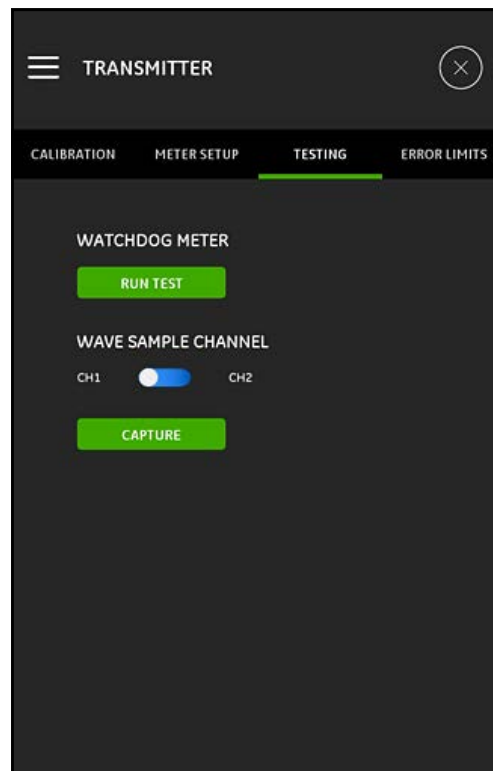 TRANSMITTER
CALIBRATION METER SETUP TESTING ERROR LIMITS
WATCHDOG METER
RUN TEST
WAVE SAMPLE CHANNEL
CH1 CH2
CAPTURE